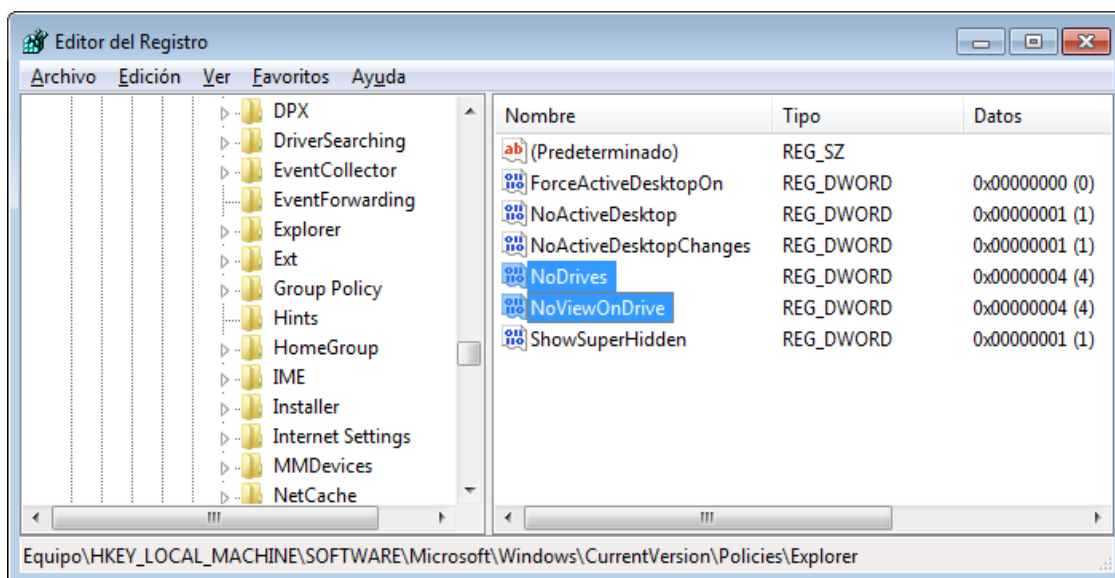 Editor del Registro
Archivo Edición Ver Favoritos Ayuda
DPX
DriverSearching
EventCollector
EventForwarding
Explorer
Ext
Group Policy
Hints
HomeGroup
IME
Installer
Internet Settings
MMDevices
NetCache
Nombre Tipo Datos
(Predeterminado) REG_SZ
ForceActiveDesktopOn REG_DWORD 0x00000000 (0)
NoActiveDesktop REG_DWORD 0x00000001 (1)
NoActiveDesktopChanges REG_DWORD 0x00000001 (1)
NoDrives REG_DWORD 0x00000004 (4)
NoViewOnDrive REG_DWORD 0x00000004 (4)
ShowSuperHidden REG_DWORD 0x00000001 (1)
Equipo\HKEY_LOCAL_MACHINE\SOFTWARE\Microsoft\Windows\CurrentVersion\Policies\Explorer